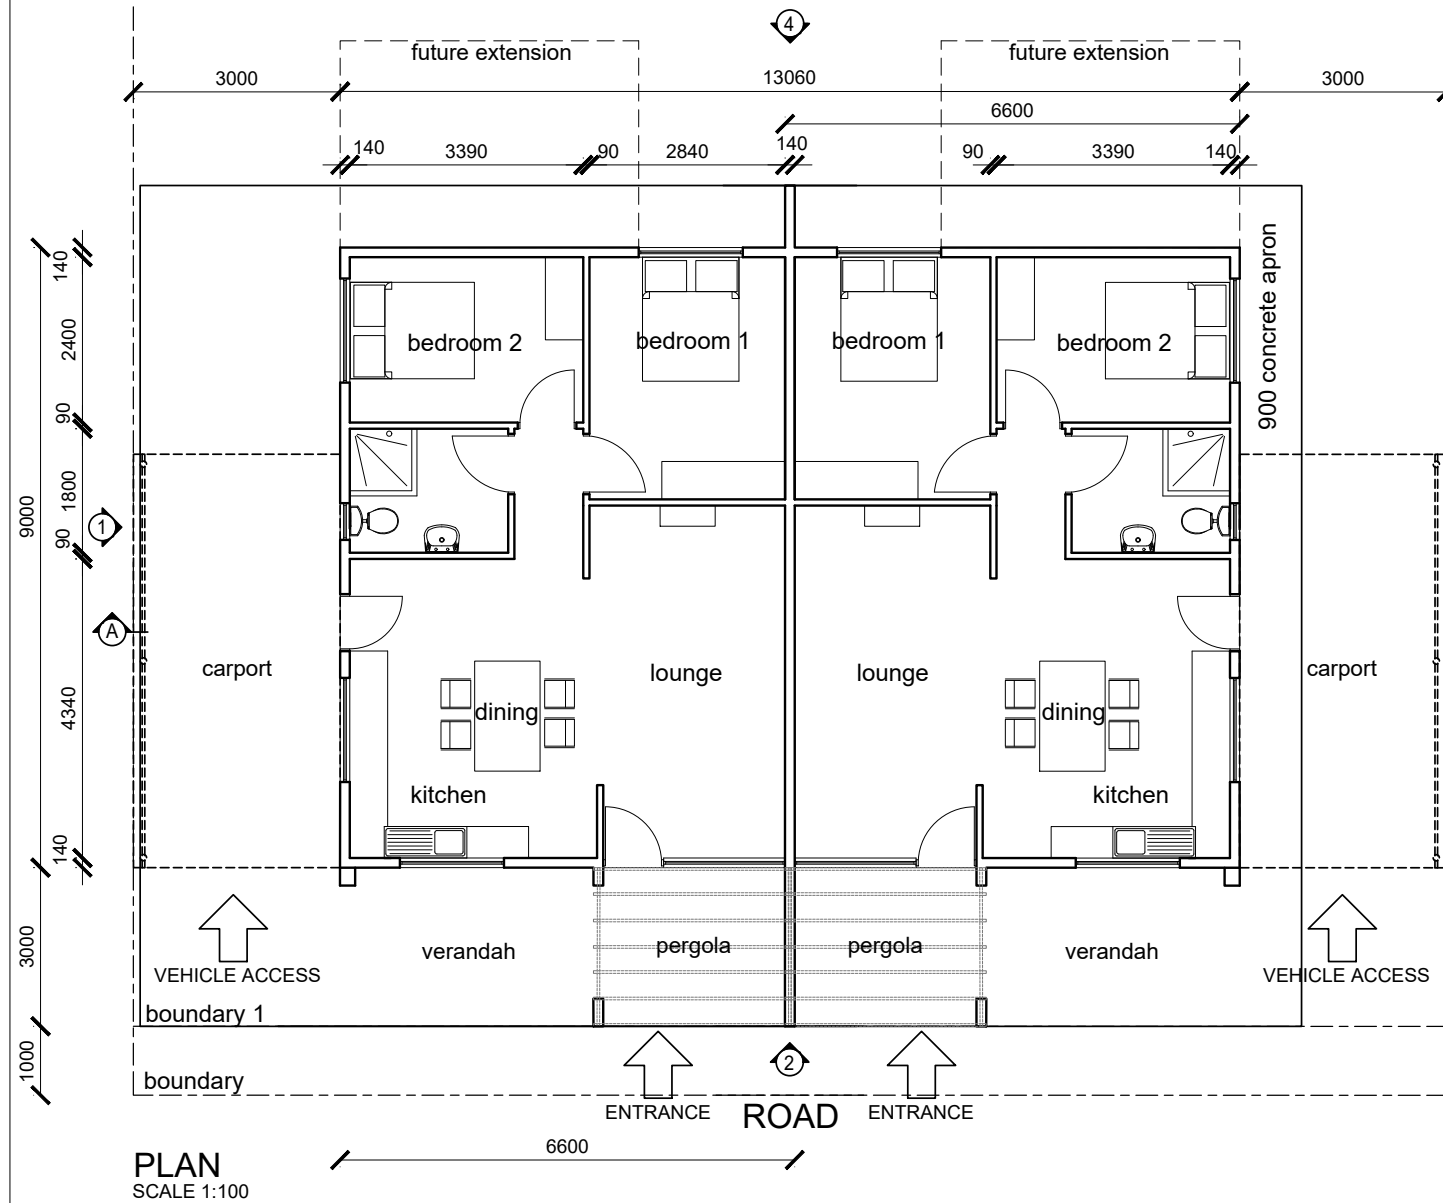 4
future extension
future extension
3000
13060
3000
6600
140
3390
90
2840
140
90
3390
140
140
2400
90
1800
90
4340
140
9000
3000
1000
900 concrete apron
bedroom 2
bedroom 1
bedroom 1
bedroom 2
1
A
carport
lounge
lounge
carport
dining
dining
kitchen
kitchen
verandah
pergola
pergola
verandah
VEHICLE ACCESS
VEHICLE ACCESS
boundary 1
2
boundary
ENTRANCE
ROAD
ENTRANCE
6600
PLAN
SCALE 1:100